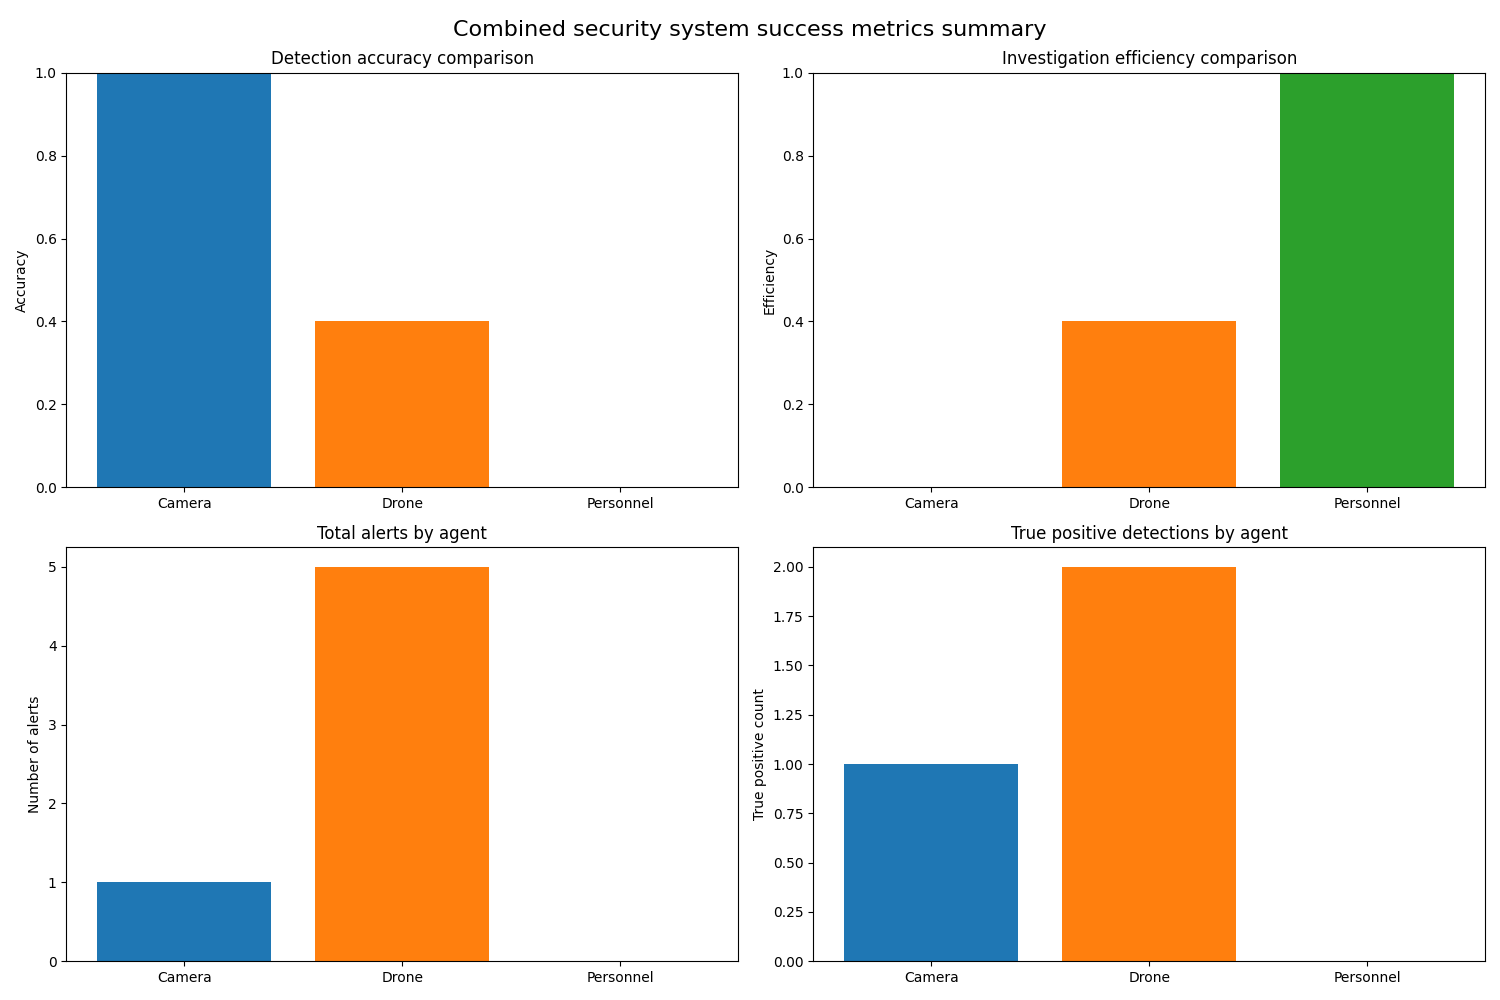 Combined security system success metrics summary
Detection accuracy comparison
1.0
0.8
0.6
0.4
0.2
0.0
Accuracy
Camera Drone Personnel
Investigation efficiency comparison
1.0
0.8
0.6
0.4
0.2
0.0
Efficiency
Camera Drone Personnel
Total alerts by agent
5
4
3
2
1
0
Number of alerts
Camera Drone Personnel
True positive detections by agent
2.00
1.75
1.50
1.25
1.00
0.75
0.50
0.25
0.00
True positive count
Camera Drone Personnel